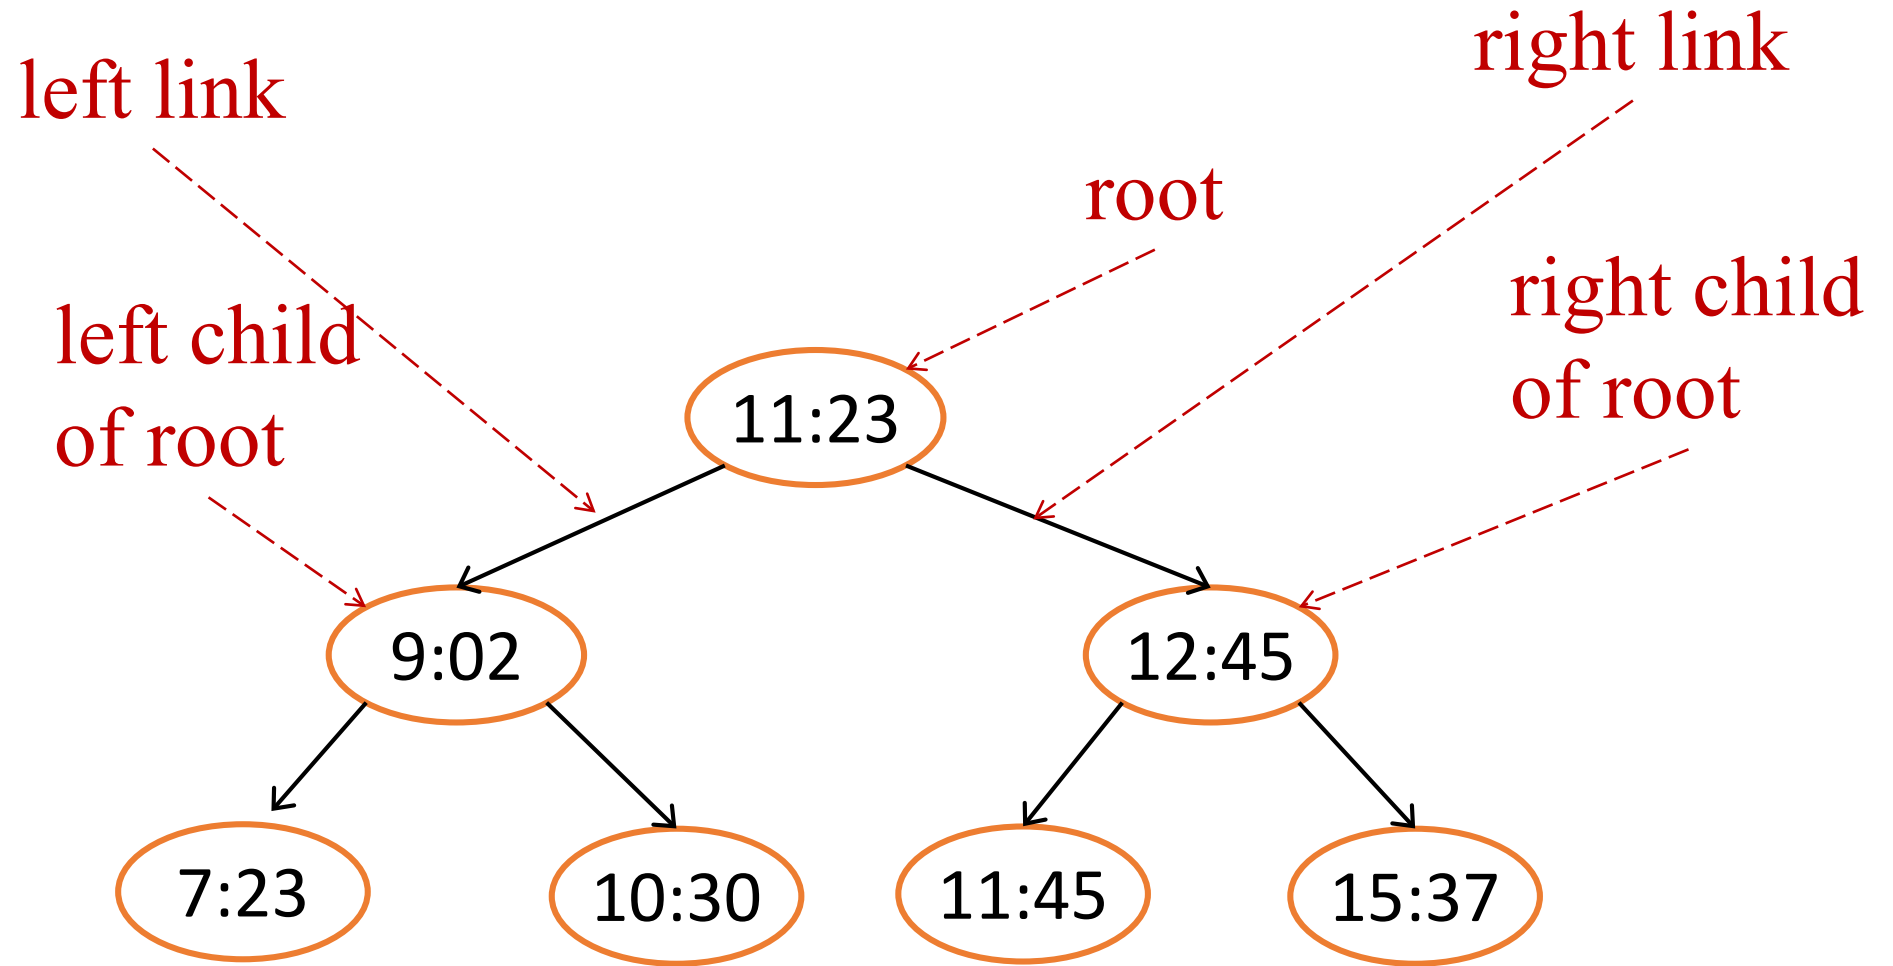 left link
right link
root
left child
of root
right child
of root
11:23
9:02
12:45
7:23
10:30
11:45
15:37